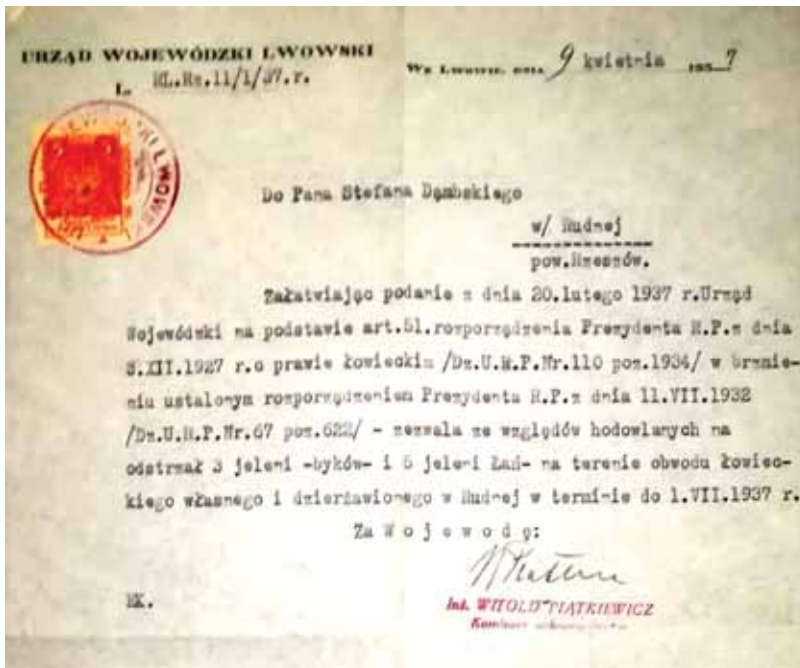 URZĄD WOJEWÓDZKI LWOWSKI
L. RL.Rz.11/1/37.r.
We Lwowie, dnia 9 kwietnia 1937
LWOWSKI
Do Pana Stefana Dąmbskiego
w/ Rudnej
pow.Rzeszów.
Załatwiając podanie z dnia 20.lutego 1937 r.Urząd
Wojewódzki na podstawie art.51.rozporządzenia Prezydenta R.P.z dnia
3.XII.1927 r.o prawie łowieckim /Dz.U.R.P.Nr.110 poz.1934/ w brzmie-
niu ustalonym rozporządzeniem Prezydenta R.P.z dnia 11.VII.1932
/Dz.U.R.P.Nr.67 poz.622/ - zezwala ze względów hodowlanych na
odstrzał 3 jeleni -byków- i 5 jeleni Łań- na terenie obwodu łowiec-
kiego własnego i dzierżawionego w Rudnej w terminie do 1.VII.1937 r.
Za W o j e w o d ę:
RK.
Inż. WITOLD PIĄTKIEWICZ